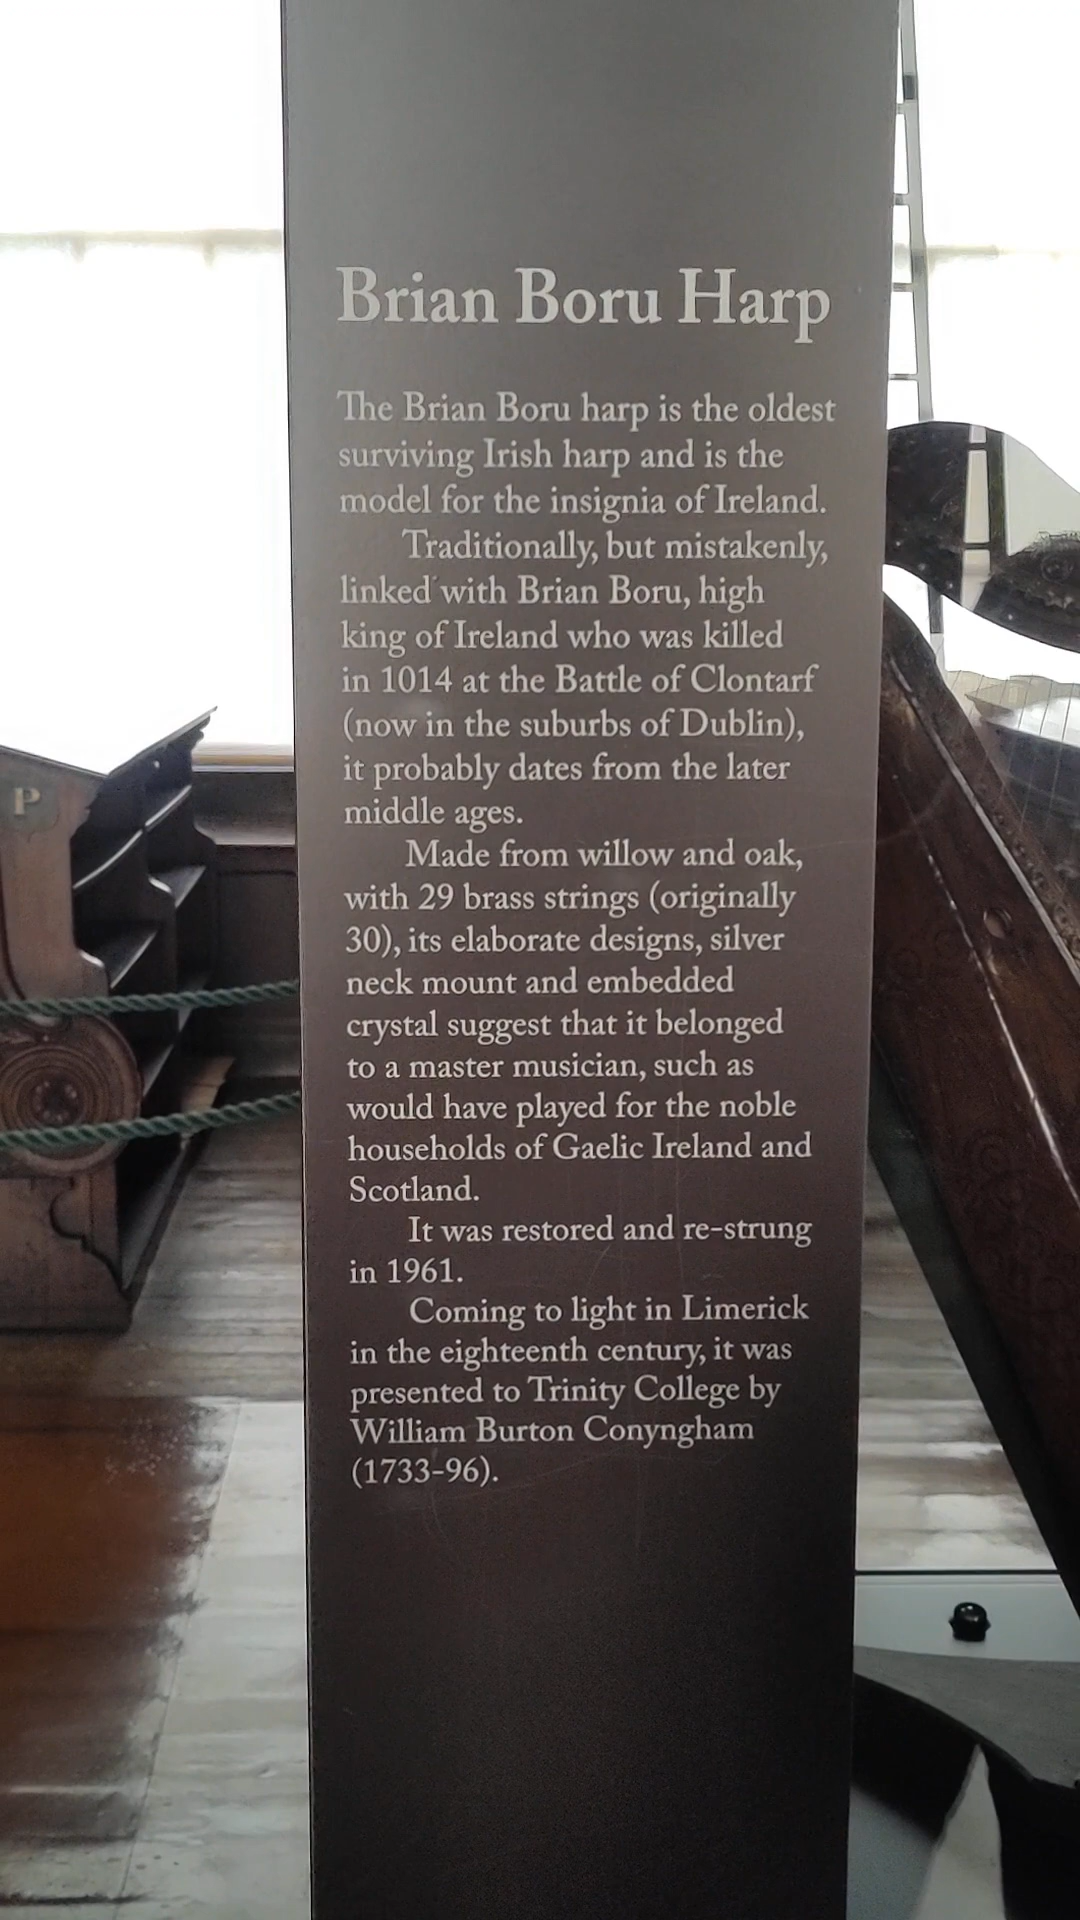 Brian Boru Harp
The Brian Boru harp is the oldest
surviving Irish harp and is the
model for the insignia of Ireland.
Traditionally, but mistakenly,
linked with Brian Boru, high
king of Ireland who was killed
in 1014 at the Battle of Clontarf
(now in the suburbs of Dublin),
it probably dates from the later
middle ages.
Made from willow and oak,
with 29 brass strings (originally
30), its elaborate designs, silver
neck mount and embedded
crystal suggest that it belonged
to a master musician, such as
would have played for the noble
households of Gaelic Ireland and
Scotland.
It was restored and re-strung
in 1961.
Coming to light in Limerick
in the eighteenth century, it was
presented to Trinity College by
William Burton Conyngham
(1733-96).
P